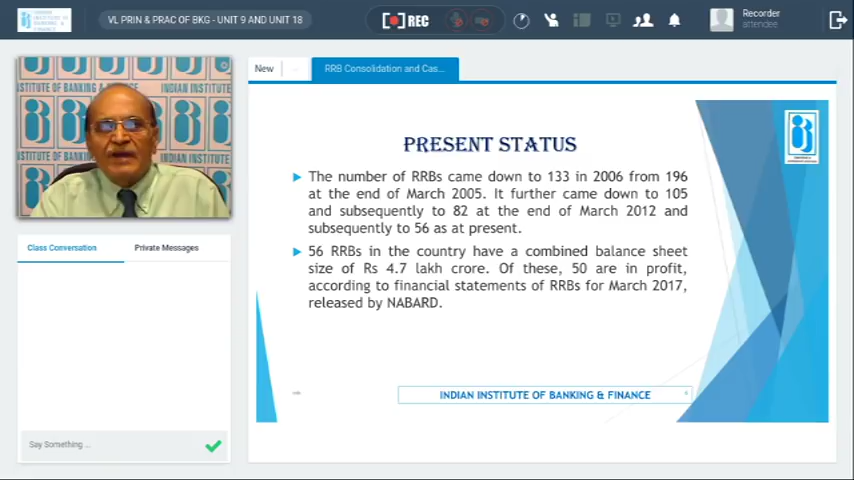 VL PRIN & PRAC OF BKG - UNIT 9 AND UNIT 18
REC
Recorder
attendee
INSTITUTE OF BANKING & FINANCE
INDIAN INSTITUTE
New
RRB Consolidation and Cas...
PRESENT STATUS
The number of RRBs came down to 133 in 2006 from 196
at the end of March 2005. It further came down to 105
and subsequently to 82 at the end of March 2012 and
subsequently to 56 as at present.
56 RRBs in the country have a combined balance sheet
size of Rs 4.7 lakh crore. Of these, 50 are in profit,
according to financial statements of RRBs for March 2017,
released by NABARD.
INDIAN INSTITUTE OF BANKING & FINANCE
Class Conversation
Private Messages
Say Something ...